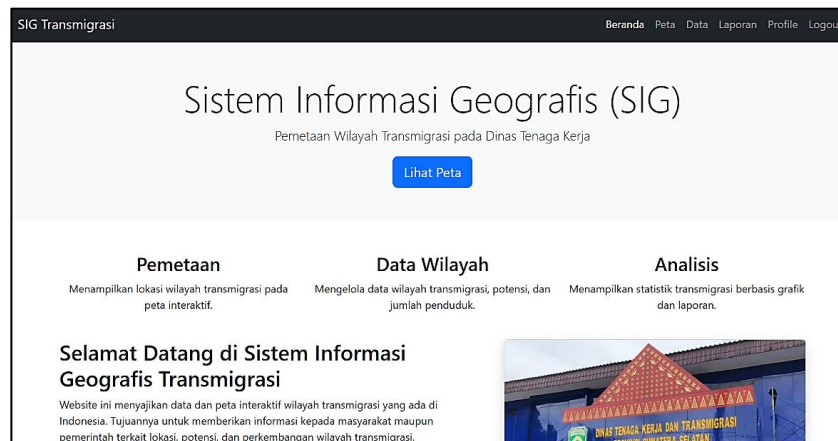 SIG Transmigrasi
Beranda Peta Data Laporan Profile Logou
Sistem Informasi Geografis (SIG)
Pemetaan Wilayah Transmigrasi pada Dinas Tenaga Kerja
Lihat Peta
Pemetaan
Menampilkan lokasi wilayah transmigrasi pada
peta interaktif.
Data Wilayah
Mengelola data wilayah transmigrasi, potensi, dan
jumlah penduduk.
Analisis
Menampilkan statistik transmigrasi berbasis grafik
dan laporan.
Selamat Datang di Sistem Informasi
Geografis Transmigrasi
Website ini menyajikan data dan peta interaktif wilayah transmigrasi yang ada di
Indonesia. Tujuannya untuk memberikan informasi kepada masyarakat maupun
pemerintah terkait lokasi, potensi, dan perkembangan wilayah transmigrasi.
DINAS TENAGA KERJA DAN TRANSMIGRASI
PROVINSI SUMATERA SELATAN